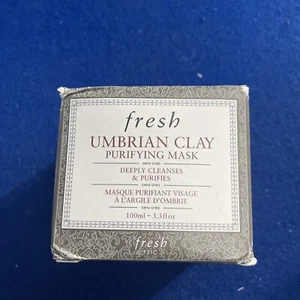 fresh
UMBRIAN CLAY
PURIFYING MASK
DEEPLY CLEANSES
& PURIFIES
MASQUE PURIFIANT VISAGE
À L'ARGILE D'OMBRIE
100ml - 3.3fl oz
fresh